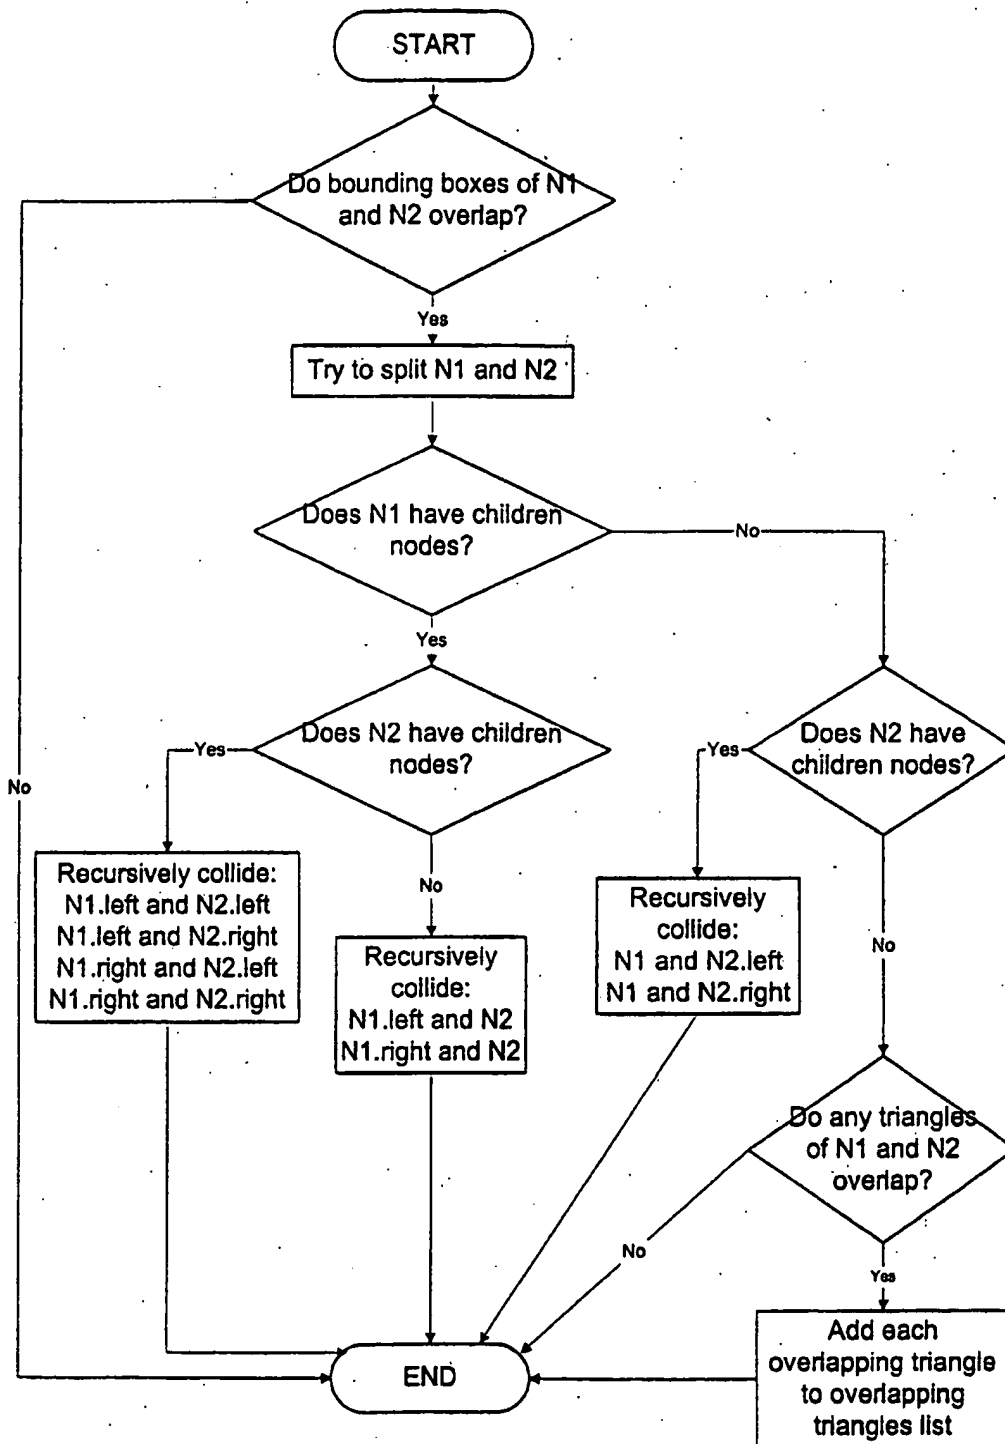 START
Do bounding boxes of N1
and N2 overlap?
Yes
Try to split N1 and N2
Does N1 have children
nodes?
No
Yes
Does N2 have children
nodes?
Yes
Does N2 have
children nodes?
Yes
No
Recursively collide:
N1.left and N2.left
N1.left and N2.right
N1.right and N2.left
N1.right and N2.right
No
Recursively
collide:
N1.left and N2
N1.right and N2
Recursively
collide:
N1 and N2.left
N1 and N2.right
No
Do any triangles
of N1 and N2
overlap?
No
Yes
Add each
overlapping triangle
to overlapping
triangles list
END